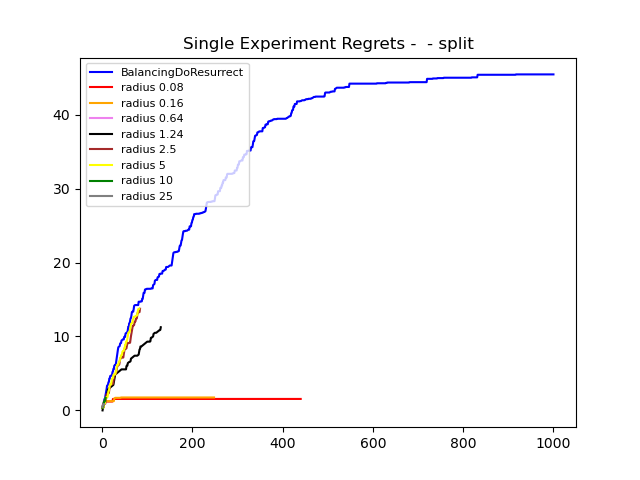 Single Experiment Regrets -  - split
BalancingDoResurrect
radius 0.08
radius 0.16
radius 0.64
radius 1.24
radius 2.5
radius 5
radius 10
radius 25
40
30
20
10
0
0 200 400 600 800 1000